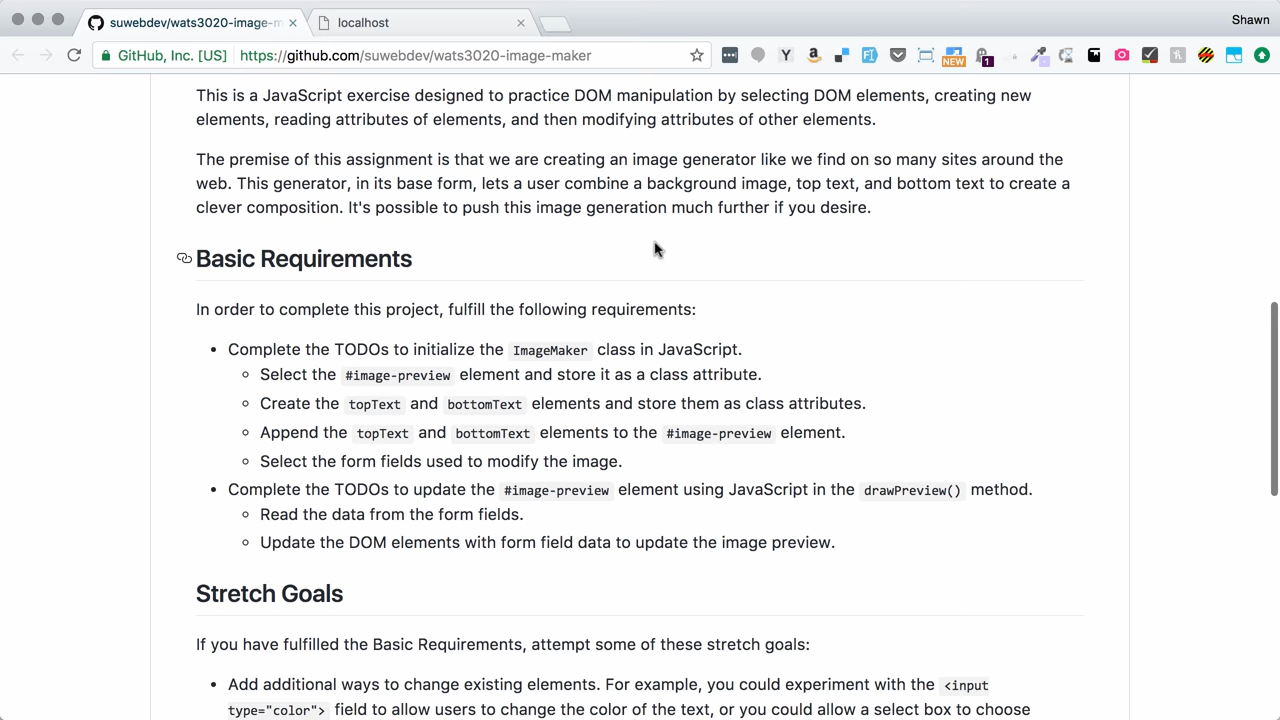 suwebdev/wats3020-image-m
localhost
Shawn
GitHub, Inc. [US]
https://github.com/suwebdev/wats3020-image-maker
NEW
1
This is a JavaScript exercise designed to practice DOM manipulation by selecting DOM elements, creating new
elements, reading attributes of elements, and then modifying attributes of other elements.
The premise of this assignment is that we are creating an image generator like we find on so many sites around the
web. This generator, in its base form, lets a user combine a background image, top text, and bottom text to create a
clever composition. It's possible to push this image generation much further if you desire.
Basic Requirements
In order to complete this project, fulfill the following requirements:
• Complete the TODOs to initialize the ImageMaker class in JavaScript.
◦ Select the #image-preview element and store it as a class attribute.
◦ Create the topText and bottomText elements and store them as class attributes.
◦ Append the topText and bottomText elements to the #image-preview element.
◦ Select the form fields used to modify the image.
• Complete the TODOs to update the #image-preview element using JavaScript in the drawPreview() method.
◦ Read the data from the form fields.
◦ Update the DOM elements with form field data to update the image preview.
Stretch Goals
If you have fulfilled the Basic Requirements, attempt some of these stretch goals:
• Add additional ways to change existing elements. For example, you could experiment with the <input
type="color"> field to allow users to change the color of the text, or you could allow a select box to choose